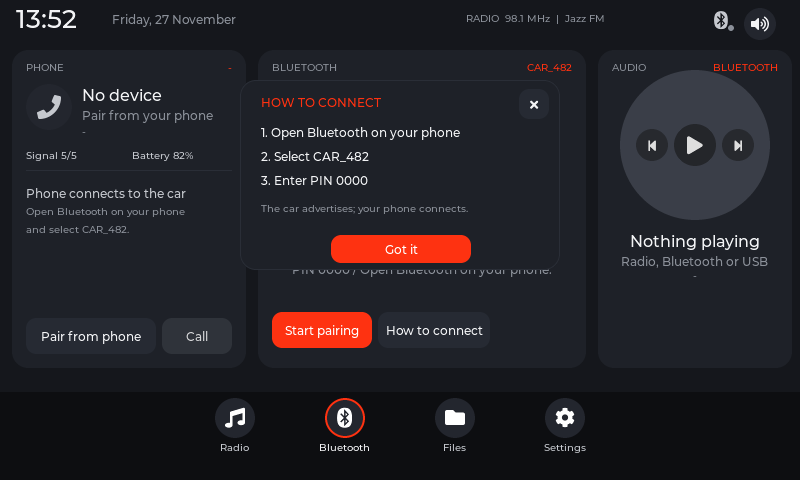 13:52
Friday, 27 November
RADIO 98.1 MHz | Jazz FM
PHONE
-
No device
Pair from your phone
-
Signal 5/5
Battery 82%
Phone connects to the car
Open Bluetooth on your phone
and select CAR_482.
Pair from phone
Call
BLUETOOTH
CAR_482
HOW TO CONNECT
1. Open Bluetooth on your phone
2. Select CAR_482
3. Enter PIN 0000
The car advertises; your phone connects.
Got it
PIN 0000 / Open Bluetooth on your phone.
Start pairing
How to connect
AUDIO
BLUETOOTH
Nothing playing
Radio, Bluetooth or USB
-
Radio
Bluetooth
Files
Settings